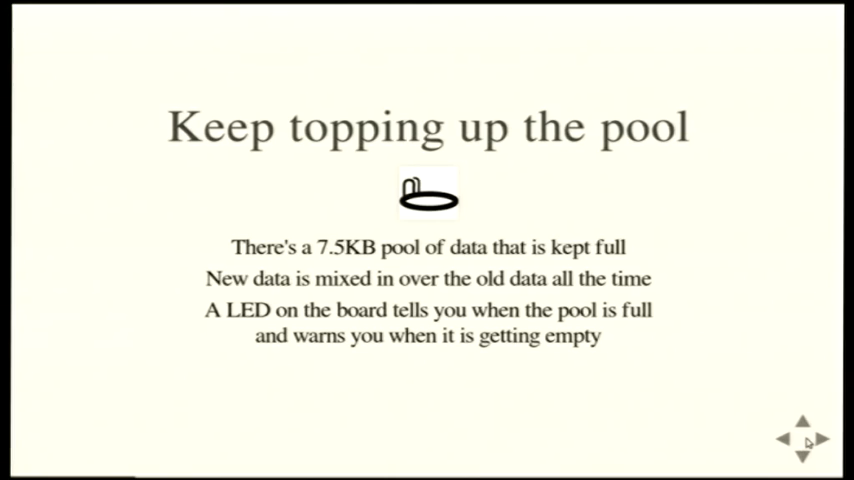 Keep topping up the pool
There's a 7.5KB pool of data that is kept full
New data is mixed in over the old data all the time
A LED on the board tells you when the pool is full
and warns you when it is getting empty